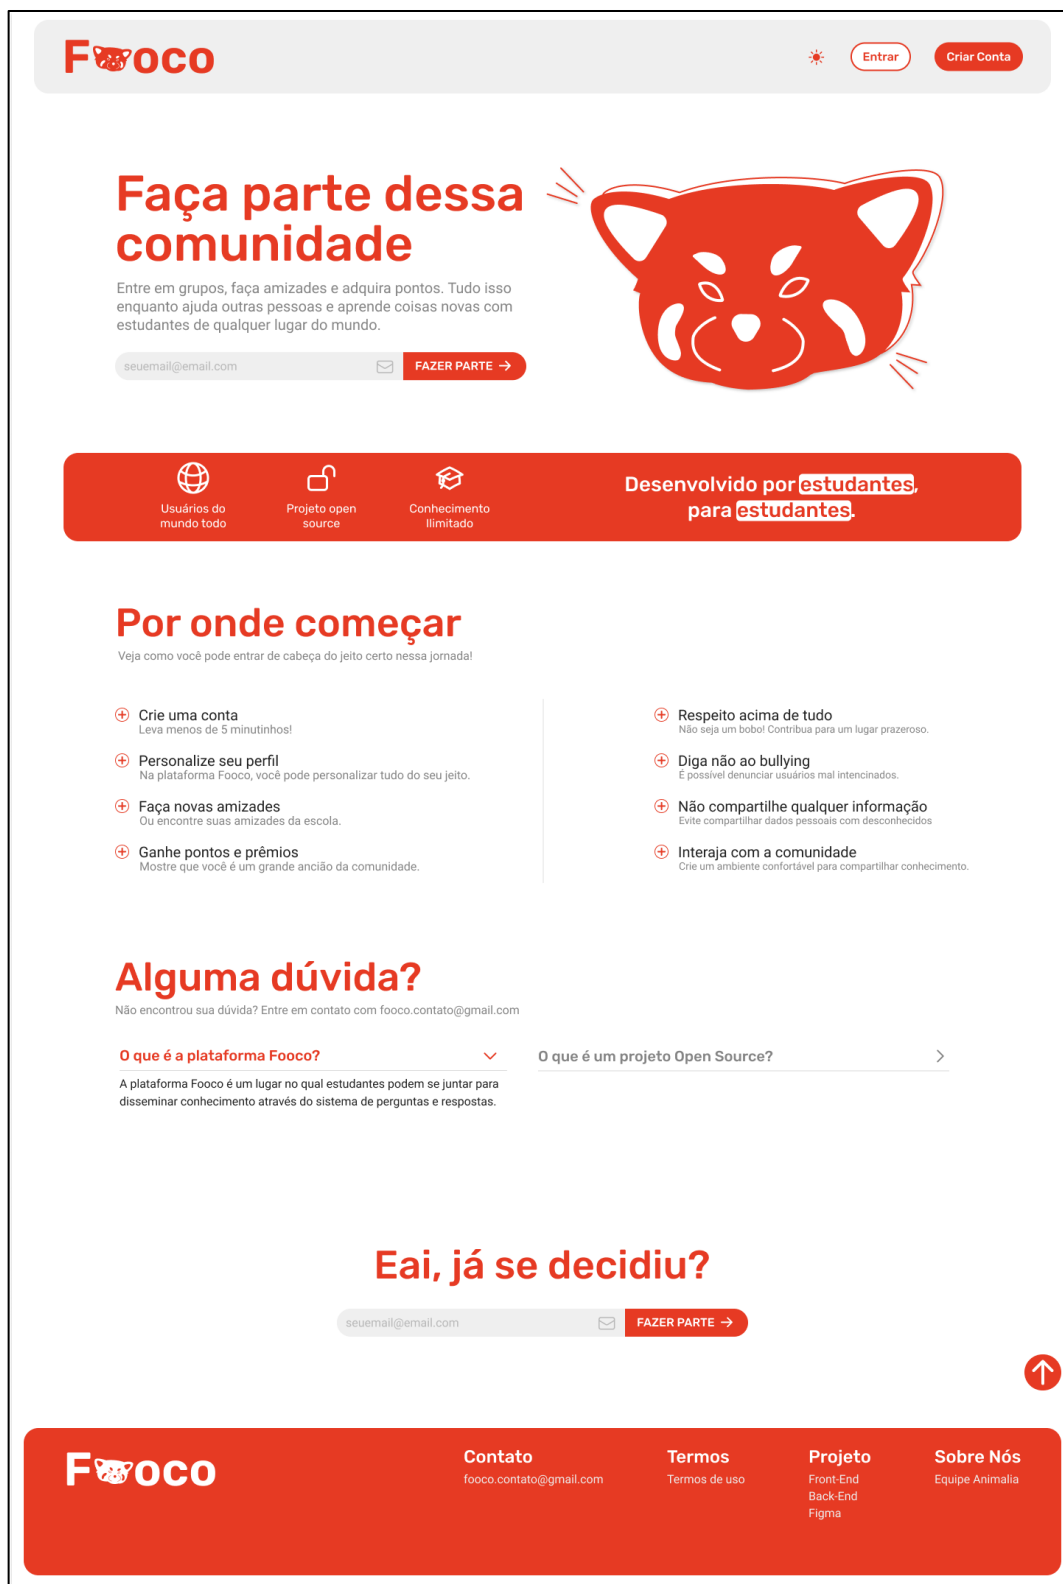 Fooco
Entrar
Criar Conta
Faça parte dessa
comunidade
Entre em grupos, faça amizades e adquira pontos. Tudo isso
enquanto ajuda outras pessoas e aprende coisas novas com
estudantes de qualquer lugar do mundo.
seuemail@email.com
FAZER PARTE →
Usuários do
mundo todo
Projeto open
source
Conhecimento
Ilimitado
Desenvolvido por estudantes,
para estudantes.
Por onde começar
Veja como você pode entrar de cabeça do jeito certo nessa jornada!
Crie uma conta
Leva menos de 5 minutinhos!
Personalize seu perfil
Na plataforma Fooco, você pode personalizar tudo do seu jeito.
Faça novas amizades
Ou encontre suas amizades da escola.
Ganhe pontos e prêmios
Mostre que você é um grande ancião da comunidade.
Respeito acima de tudo
Não seja um bobo! Contribua para um lugar prazeroso.
Diga não ao bullying
É possível denunciar usuários mal intencinados.
Não compartilhe qualquer informação
Evite compartilhar dados pessoais com desconhecidos
Interaja com a comunidade
Crie um ambiente confortável para compartilhar conhecimento.
Alguma dúvida?
Não encontrou sua dúvida? Entre em contato com fooco.contato@gmail.com
O que é a plataforma Fooco?
A plataforma Fooco é um lugar no qual estudantes podem se juntar para
disseminar conhecimento através do sistema de perguntas e respostas.
O que é um projeto Open Source?
Eai, já se decidiu?
seuemail@email.com
FAZER PARTE →
Fooco
Contato
fooco.contato@gmail.com
Termos
Termos de uso
Projeto
Front-End
Back-End
Figma
Sobre Nós
Equipe Animalia